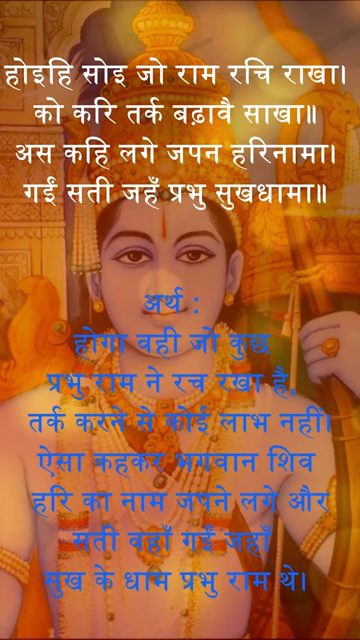 होइहि सोइ जो राम रचि राखा।
को करि तर्क बढ़ावै साखा॥
अस कहि लगे जपन हरिनामा।
गईं सती जहँ प्रभु सुखधामा॥
अर्थ :
होगा वही जो कुछ
प्रभु राम ने रच रखा है,
तर्क करने से कोई लाभ नहीं।
ऐसा कहकर भगवान शिव
हरि का नाम जपने लगे और
सती वहाँ गईं जहाँ
सुख के धाम प्रभु राम थे।